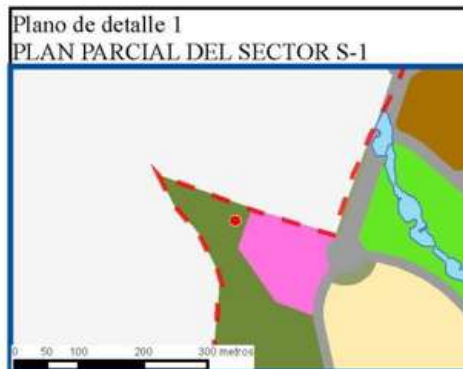 Plano de detalle 1
PLAN PARCIAL DEL SECTOR S-1
0 50 100 200 300 metros